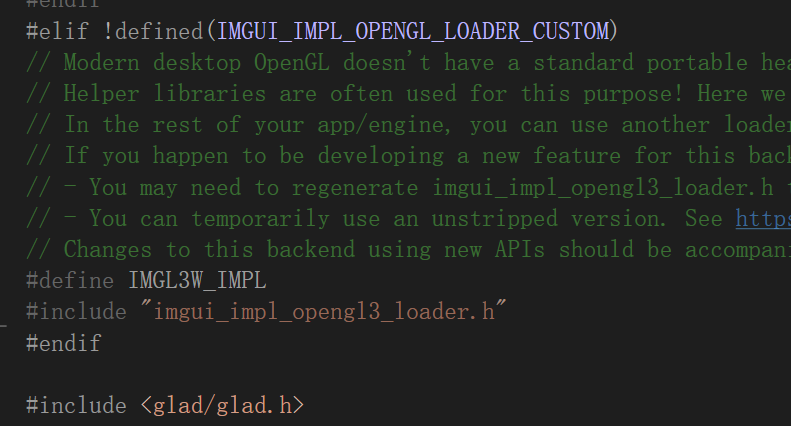 #endif
#elif !defined(IMGUI_IMPL_OPENGL_LOADER_CUSTOM)
// Modern desktop OpenGL doesn't have a standard portable hea
// Helper libraries are often used for this purpose! Here we
// In the rest of your app/engine, you can use another loader
// If you happen to be developing a new feature for this back
// - You may need to regenerate imgui_impl_opengl3_loader.h t
// - You can temporarily use an unstripped version. See https
// Changes to this backend using new APIs should be accompani
#define IMGL3W_IMPL
#include "imgui_impl_opengl3_loader.h"
#endif
#include <glad/glad.h>